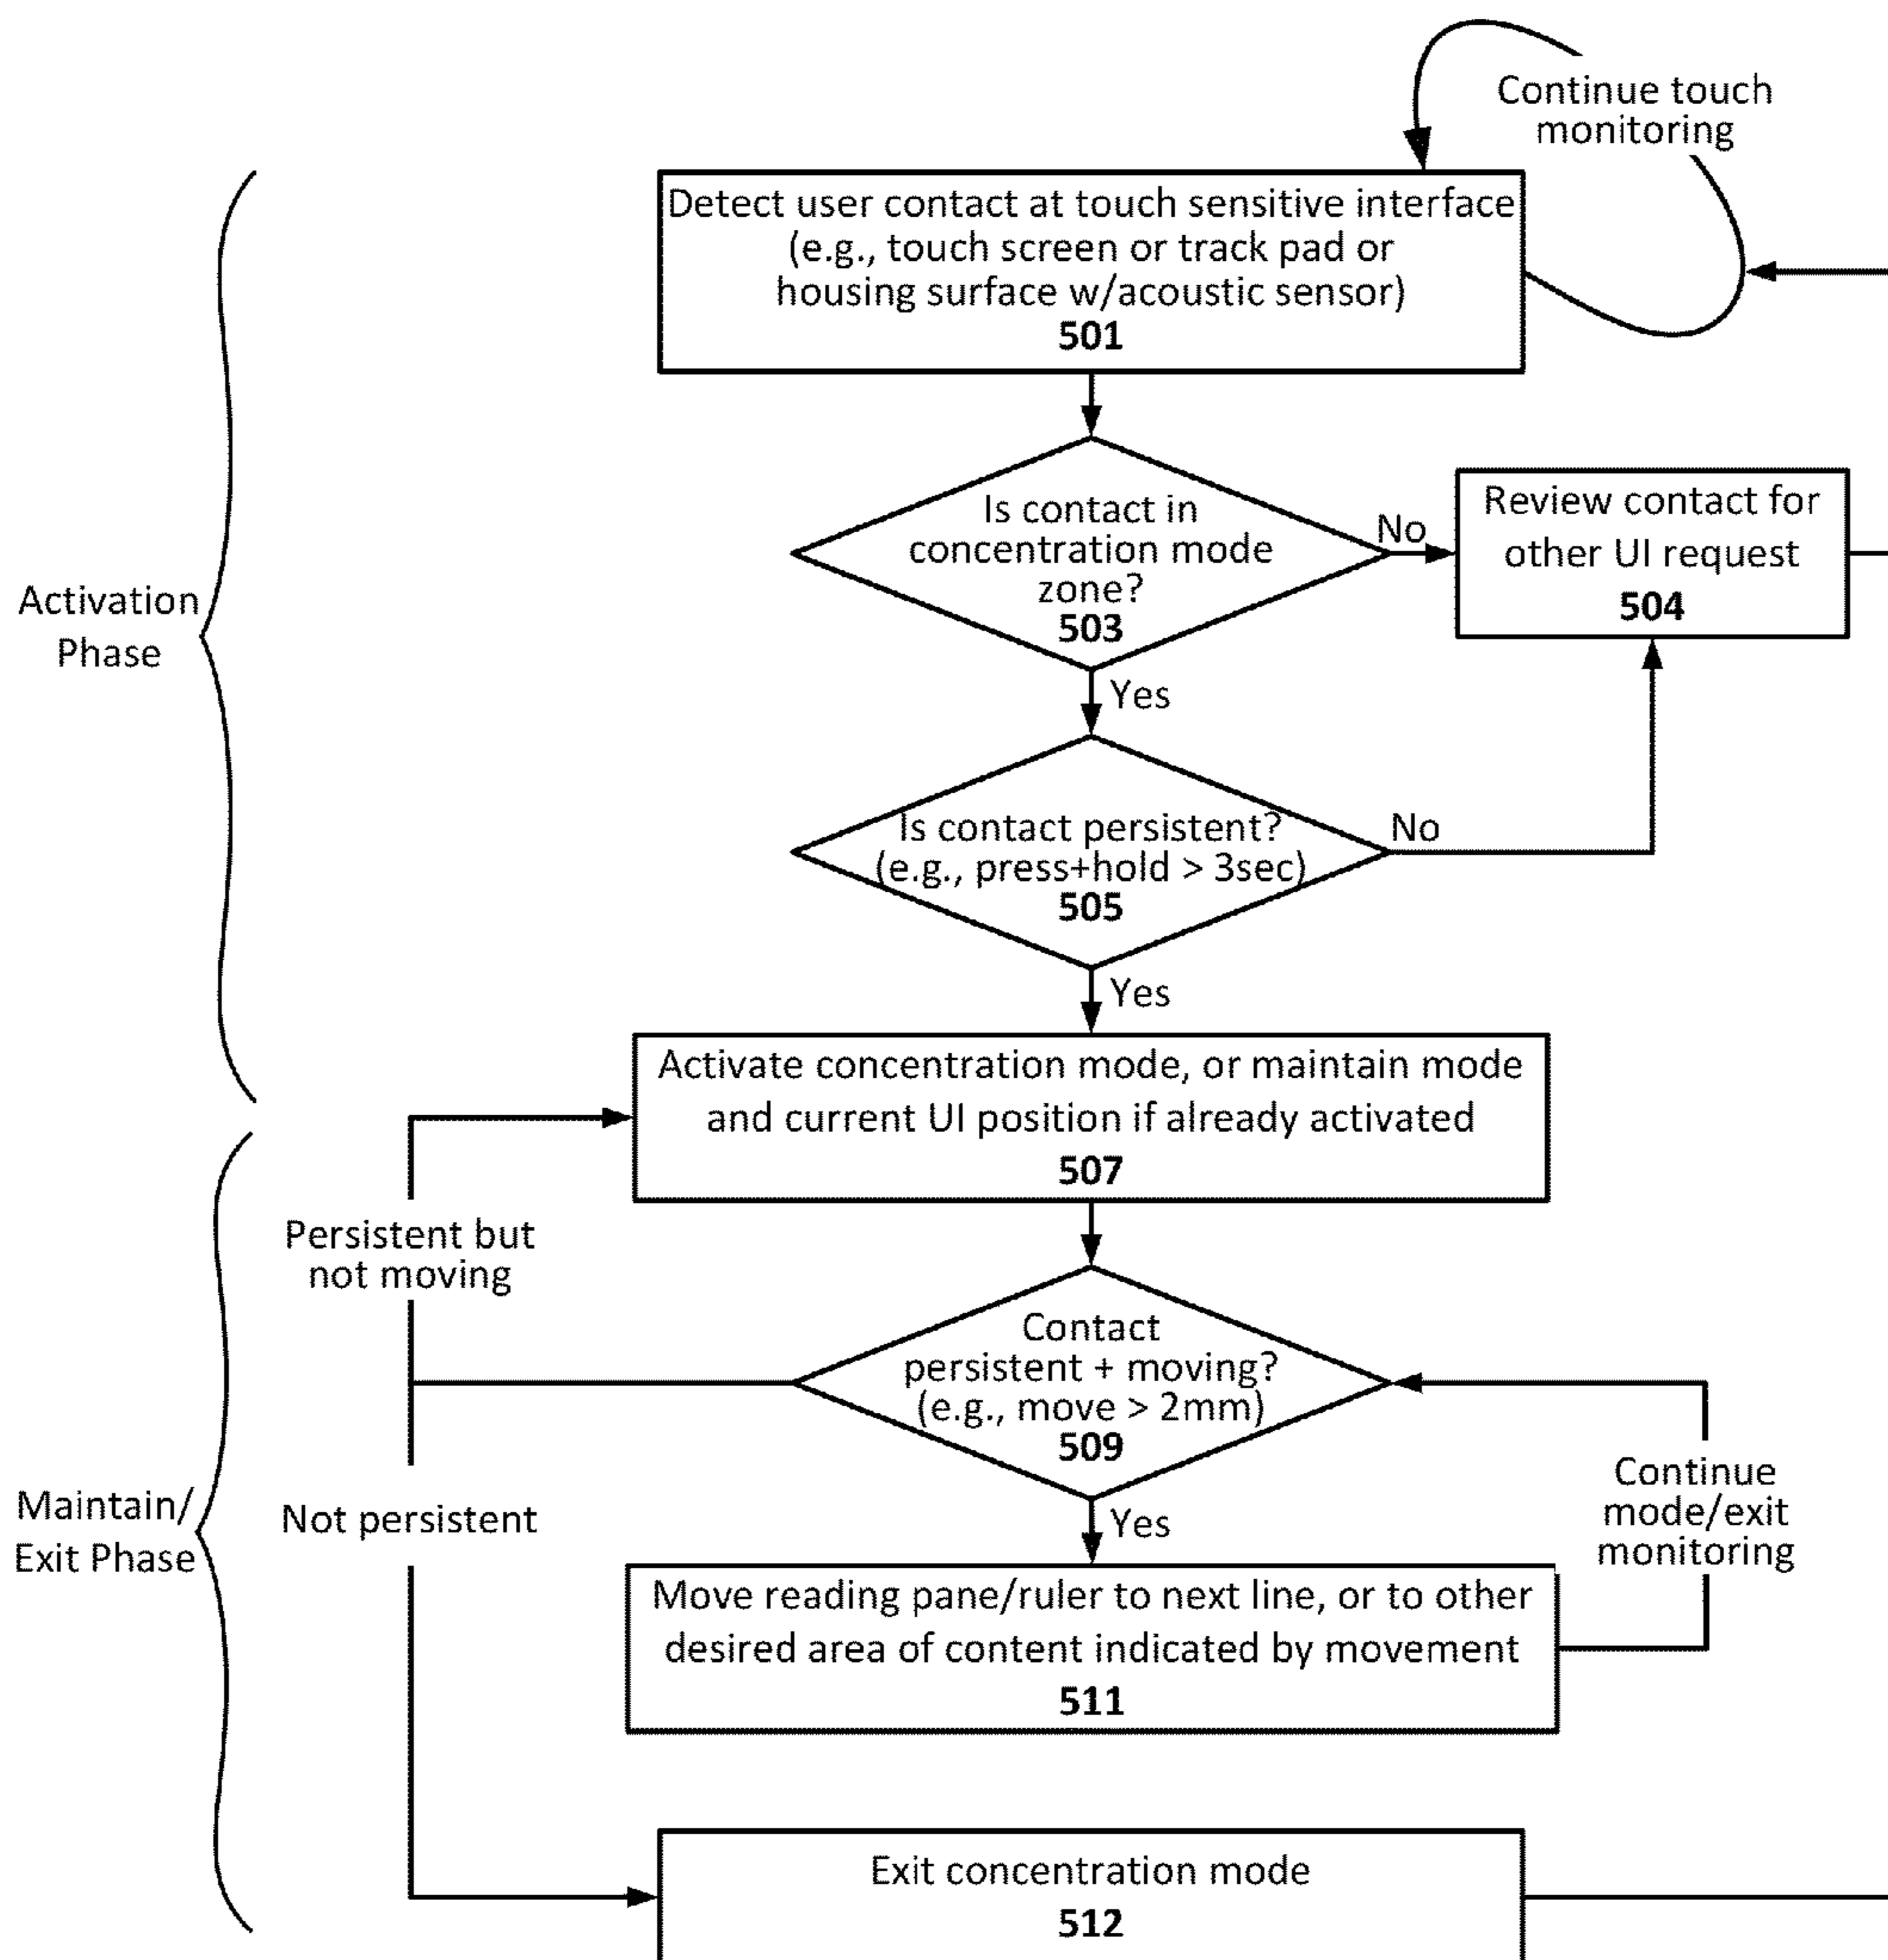 Continue touch
monitoring
Detect user contact at touch sensitive interface
(e.g., touch screen or track pad or
housing surface w/acoustic sensor)
501
Is contact in
concentration mode
zone?
503
No
Review contact for
other UI request
504
Activation
Phase
Yes
Is contact persistent?
(e.g., press+hold > 3sec)
505
No
Yes
Activate concentration mode, or maintain mode
and current UI position if already activated
507
Persistent but
not moving
Contact
persistent + moving?
(e.g., move > 2mm)
509
Continue
mode/exit
monitoring
Maintain/
Exit Phase
Not persistent
Yes
Move reading pane/ruler to next line, or to other
desired area of content indicated by movement
511
Exit concentration mode
512